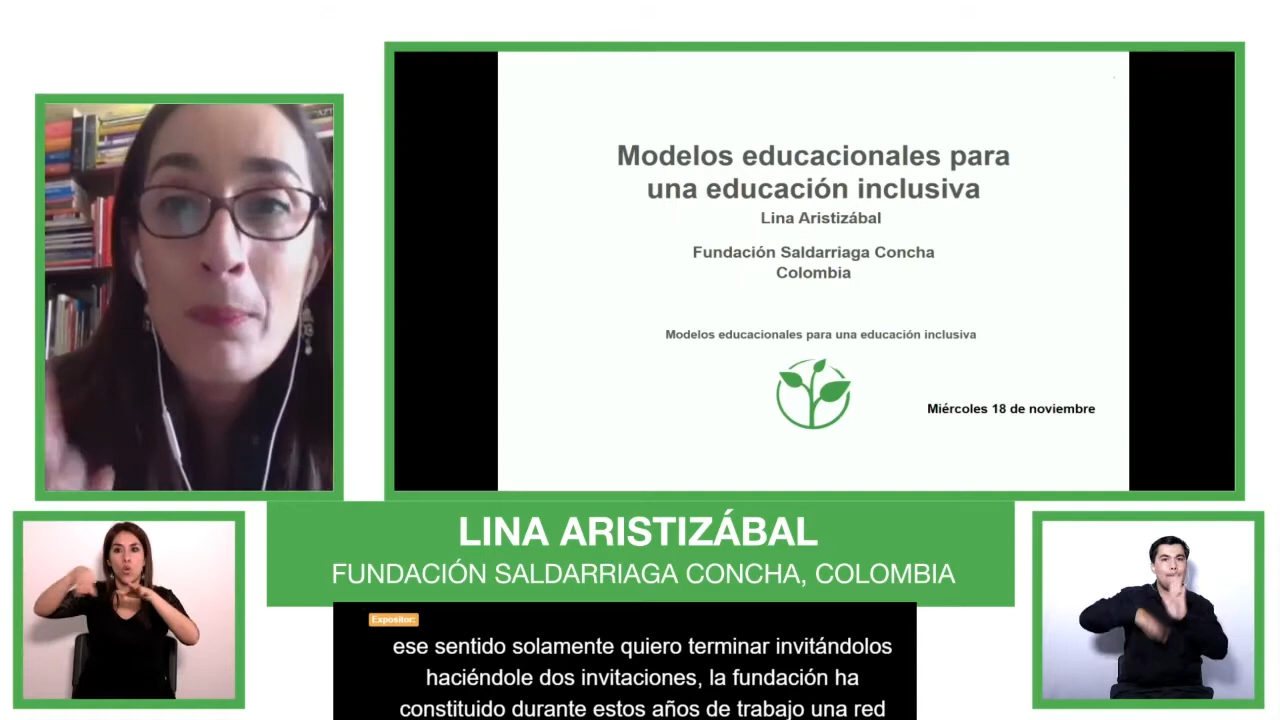 Modelos educacionales para
una educación inclusiva
Lina Aristizábal
Fundación Saldarriaga Concha
Colombia
Modelos educacionales para una educación inclusiva
Miércoles 18 de noviembre
LINA ARISTIZÁBAL
FUNDACIÓN SALDARRIAGA CONCHA, COLOMBIA
Expositor:
ese sentido solamente quiero terminar invitándolos
haciéndole dos invitaciones, la fundación ha
constituido durante estos años de trabajo una red